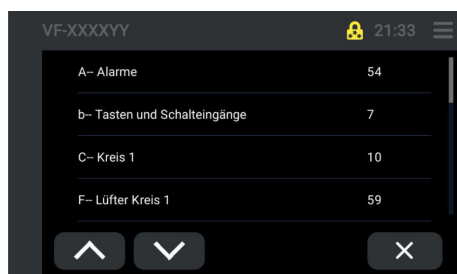 VF-XXXXYY 21:33
A-- Alarme 54
b-- Tasten und Schalteingänge 7
C-- Kreis 1 10
F-- Lüfter Kreis 1 59